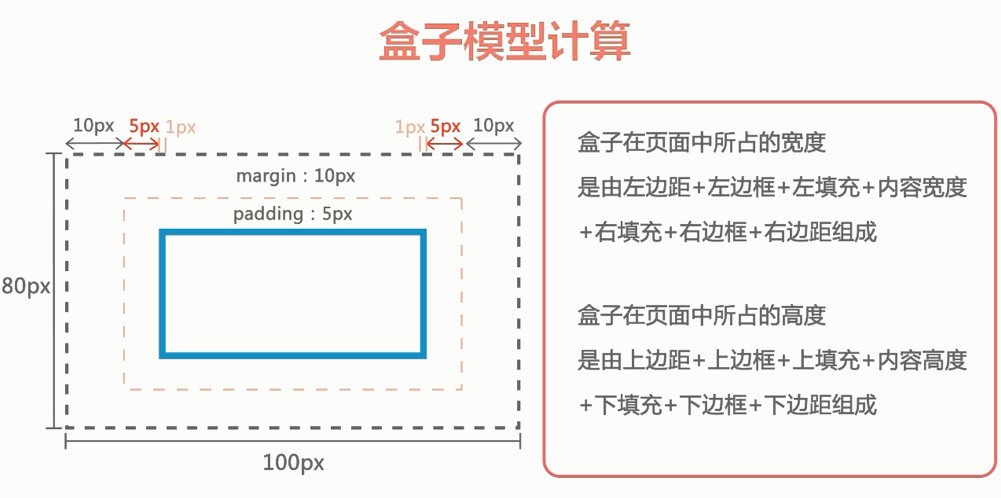 盒子模型计算
10px 5px 1px 1px 5px 10px
margin：10px
padding：5px
80px
100px
盒子在页面中所占的宽度
是由左边距+左边框+左填充+内容宽度
+右填充+右边框+右边距组成
盒子在页面中所占的高度
是由上边距+上边框+上填充+内容高度
+下填充+下边框+下边距组成